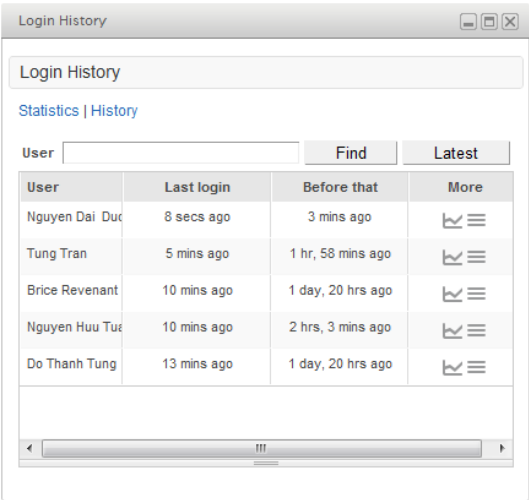 Login History
Login History
Statistics | History
User Find Latest
User Last login Before that More
Nguyen Dai 8 secs ago 3 mins ago
Tung Tran 5 mins ago 1 hr, 58 mins ago
Brice Revenant 10 mins ago 1 day, 20 hrs ago
Nguyen Huu 10 mins ago 2 hrs, 3 mins ago
Do Thanh Tung 13 mins ago 1 day, 20 hrs ago